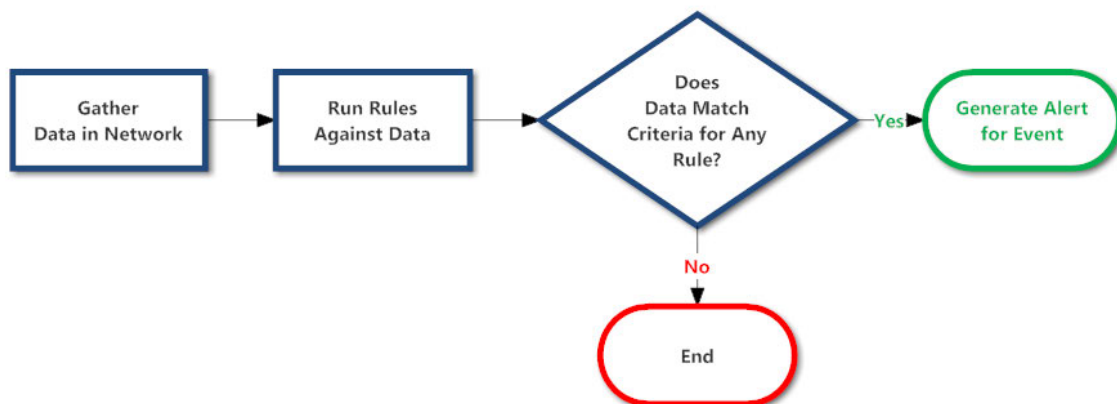 Gather
Data in Network
Run Rules
Against Data
Does
Data Match
Criteria for Any
Rule?
Yes
Generate Alert
for Event
No
End